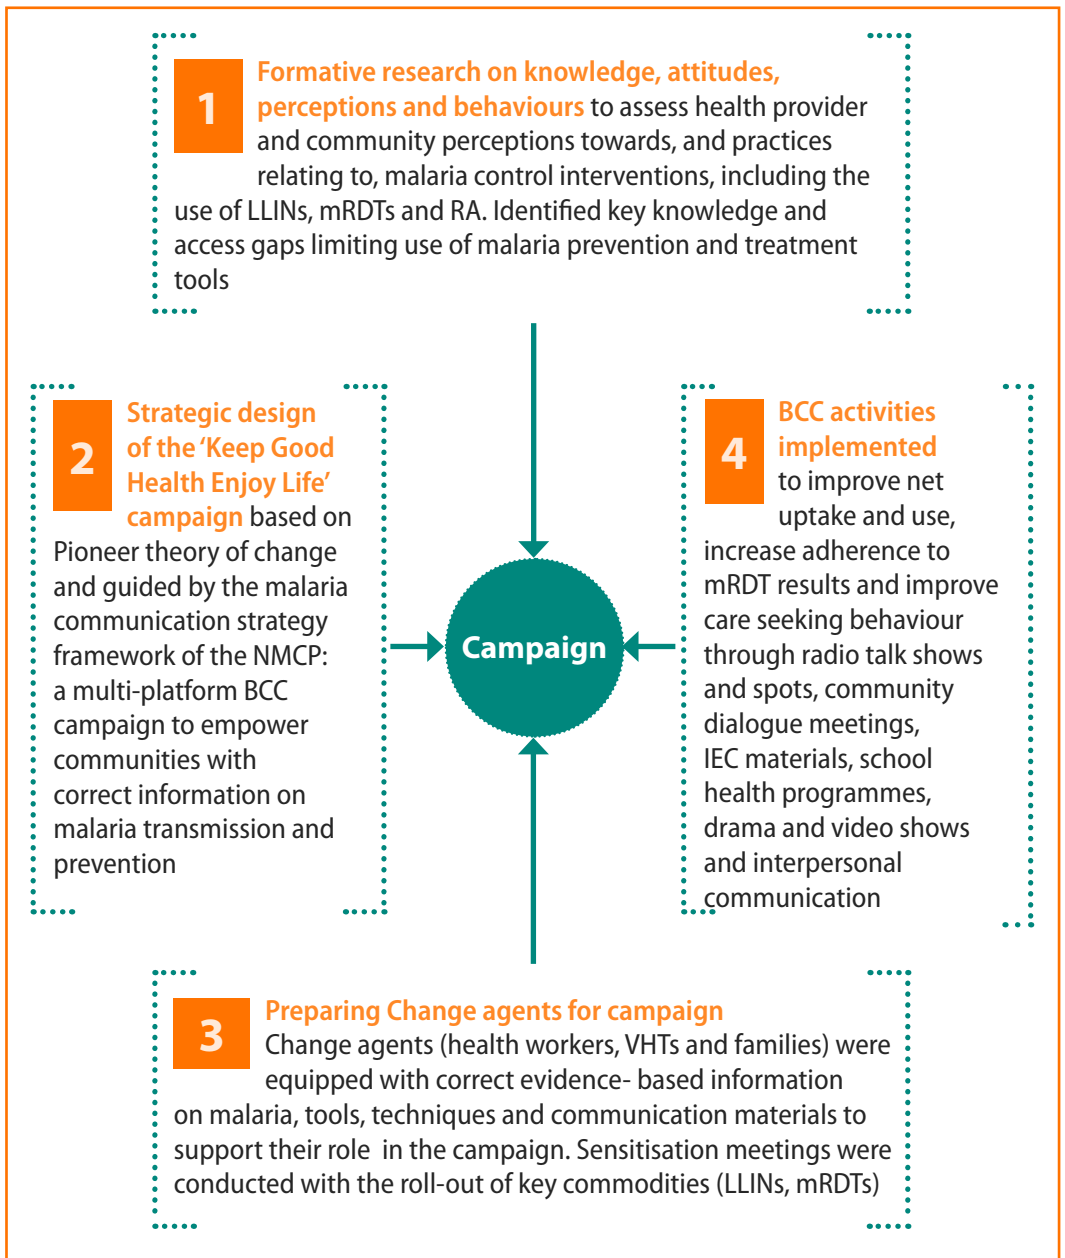 1
Formative research on knowledge, attitudes,
perceptions and behaviours to assess health provider
and community perceptions towards, and practices
relating to, malaria control interventions, including the
use of LLINs, mRDTs and RA. Identified key knowledge and
access gaps limiting use of malaria prevention and treatment
tools
2
Strategic design
of the ‘Keep Good
Health Enjoy Life’
campaign based on
Pioneer theory of change
and guided by the malaria
communication strategy
framework of the NMCP:
a multi-platform BCC
campaign to empower
communities with
correct information on
malaria transmission and
prevention
Campaign
4
BCC activities
implemented
to improve net
uptake and use,
increase adherence to
mRDT results and improve
care seeking behaviour
through radio talk shows
and spots, community
dialogue meetings,
IEC materials, school
health programmes,
drama and video shows
and interpersonal
communication
3
Preparing Change agents for campaign
Change agents (health workers, VHTs and families) were
equipped with correct evidence- based information
on malaria, tools, techniques and communication materials to
support their role in the campaign. Sensitisation meetings were
conducted with the roll-out of key commodities (LLINs, mRDTs)